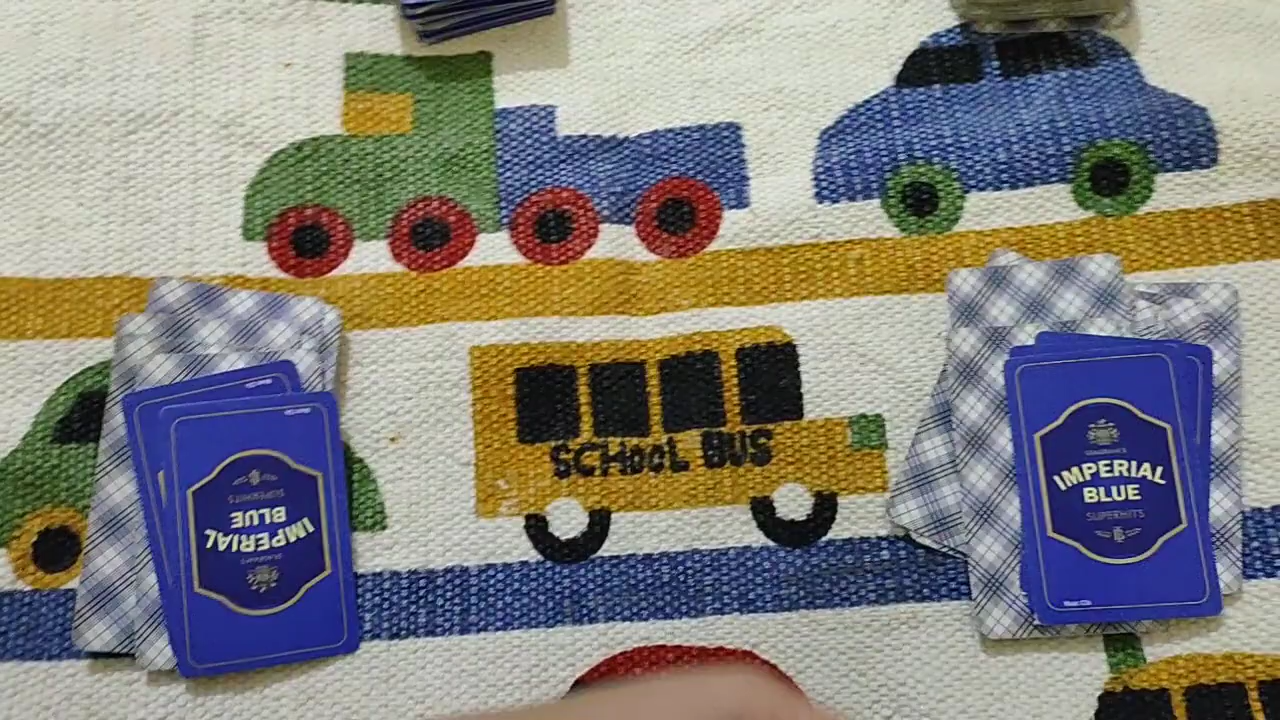 SCHOOL BUS
IMPERIAL
BLUE
SUPERHITS
IMPERIAL
BLUE
SUPERHITS